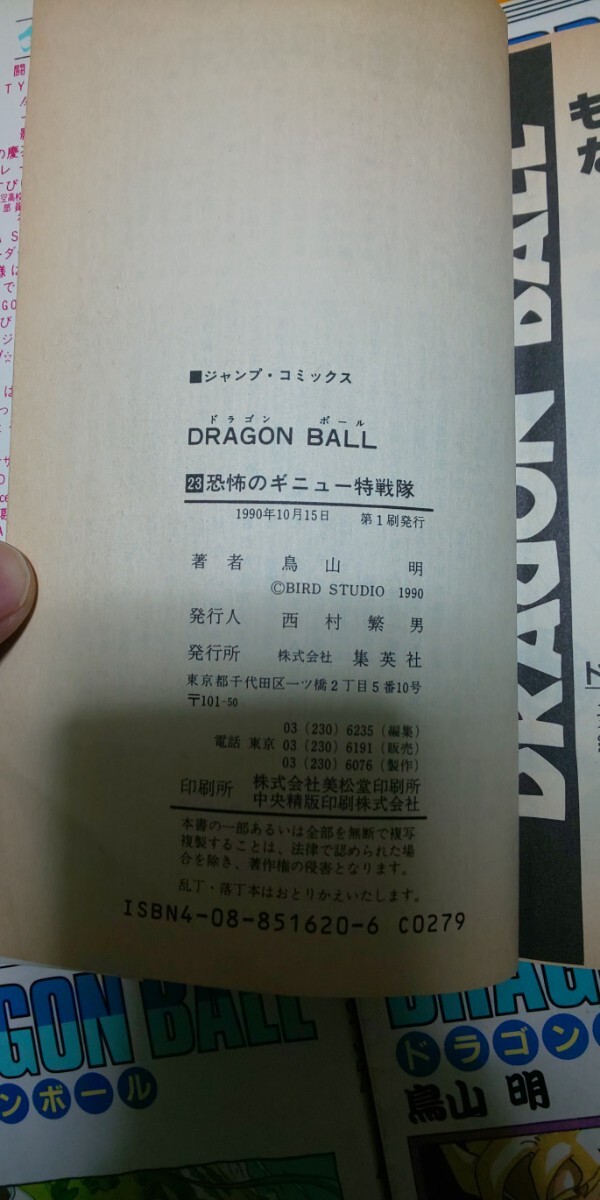 ■ジャンプ・コミックス
ドラゴン ボール
DRAGON BALL
23恐怖のギニュー特戦隊
1990年10月15日 第1刷発行
著者 鳥山 明
©BIRD STUDIO 1990
発行人 西村繁男
発行所 株式会社 集英社
東京都千代田区一ツ橋2丁目5番10号
〒101-50
03(230)6235(編集)
電話 東京 03(230)6191(販売)
03(230)6076(製作)
印刷所 株式会社美松堂印刷所
中央精版印刷株式会社
本書の一部あるいは全部を無断で複写
複製することは、法律で認められた場
合を除き、著作権の侵害となります。
乱丁・落丁本はおとりかえいたします。
ISBN4-08-851620-6 C0279
DRAGON BALL
もな
AGON BALL
ンボール
DRAG
ドラゴン
鳥山 明